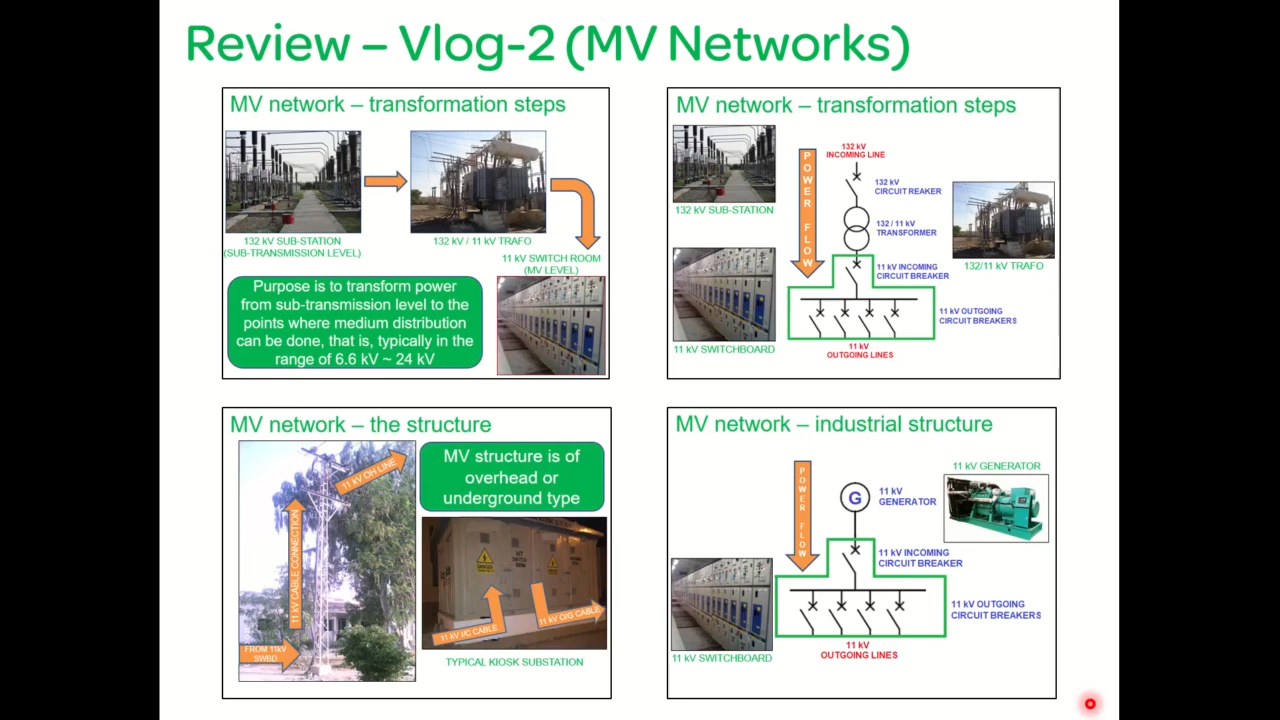 Review – Vlog-2 (MV Networks)
MV network – transformation steps
132 kV SUB-STATION
(SUB-TRANSMISSION LEVEL)
132 kV / 11 kV TRAFO
11 kV SWITCH ROOM
(MV LEVEL)
Purpose is to transform power
from sub-transmission level to the
points where medium distribution
can be done, that is, typically in the
range of 6.6 kV ~ 24 kV
MV network – transformation steps
132 kV SUB-STATION
POWER FLOW
132 kV
INCOMING LINE
132 kV
CIRCUIT REAKER
132 / 11 kV
TRANSFORMER
132/11 kV TRAFO
11 kV INCOMING
CIRCUIT BREAKER
11 kV OUTGOING
CIRCUIT BREAKERS
11 kV SWITCHBOARD
11 kV
OUTGOING LINES
MV network – the structure
11 kV OH LINE
11 kV CABLE CONNECTION
FROM 11kV
SWBD
MV structure is of
overhead or
underground type
DANGER
11 kV I/C CABLE
11 kV O/G CABLE
TYPICAL KIOSK SUBSTATION
MV network – industrial structure
POWER FLOW
G
11 kV
GENERATOR
11 kV GENERATOR
11 kV INCOMING
CIRCUIT BREAKER
11 kV OUTGOING
CIRCUIT BREAKERS
11 kV SWITCHBOARD
11 kV
OUTGOING LINES